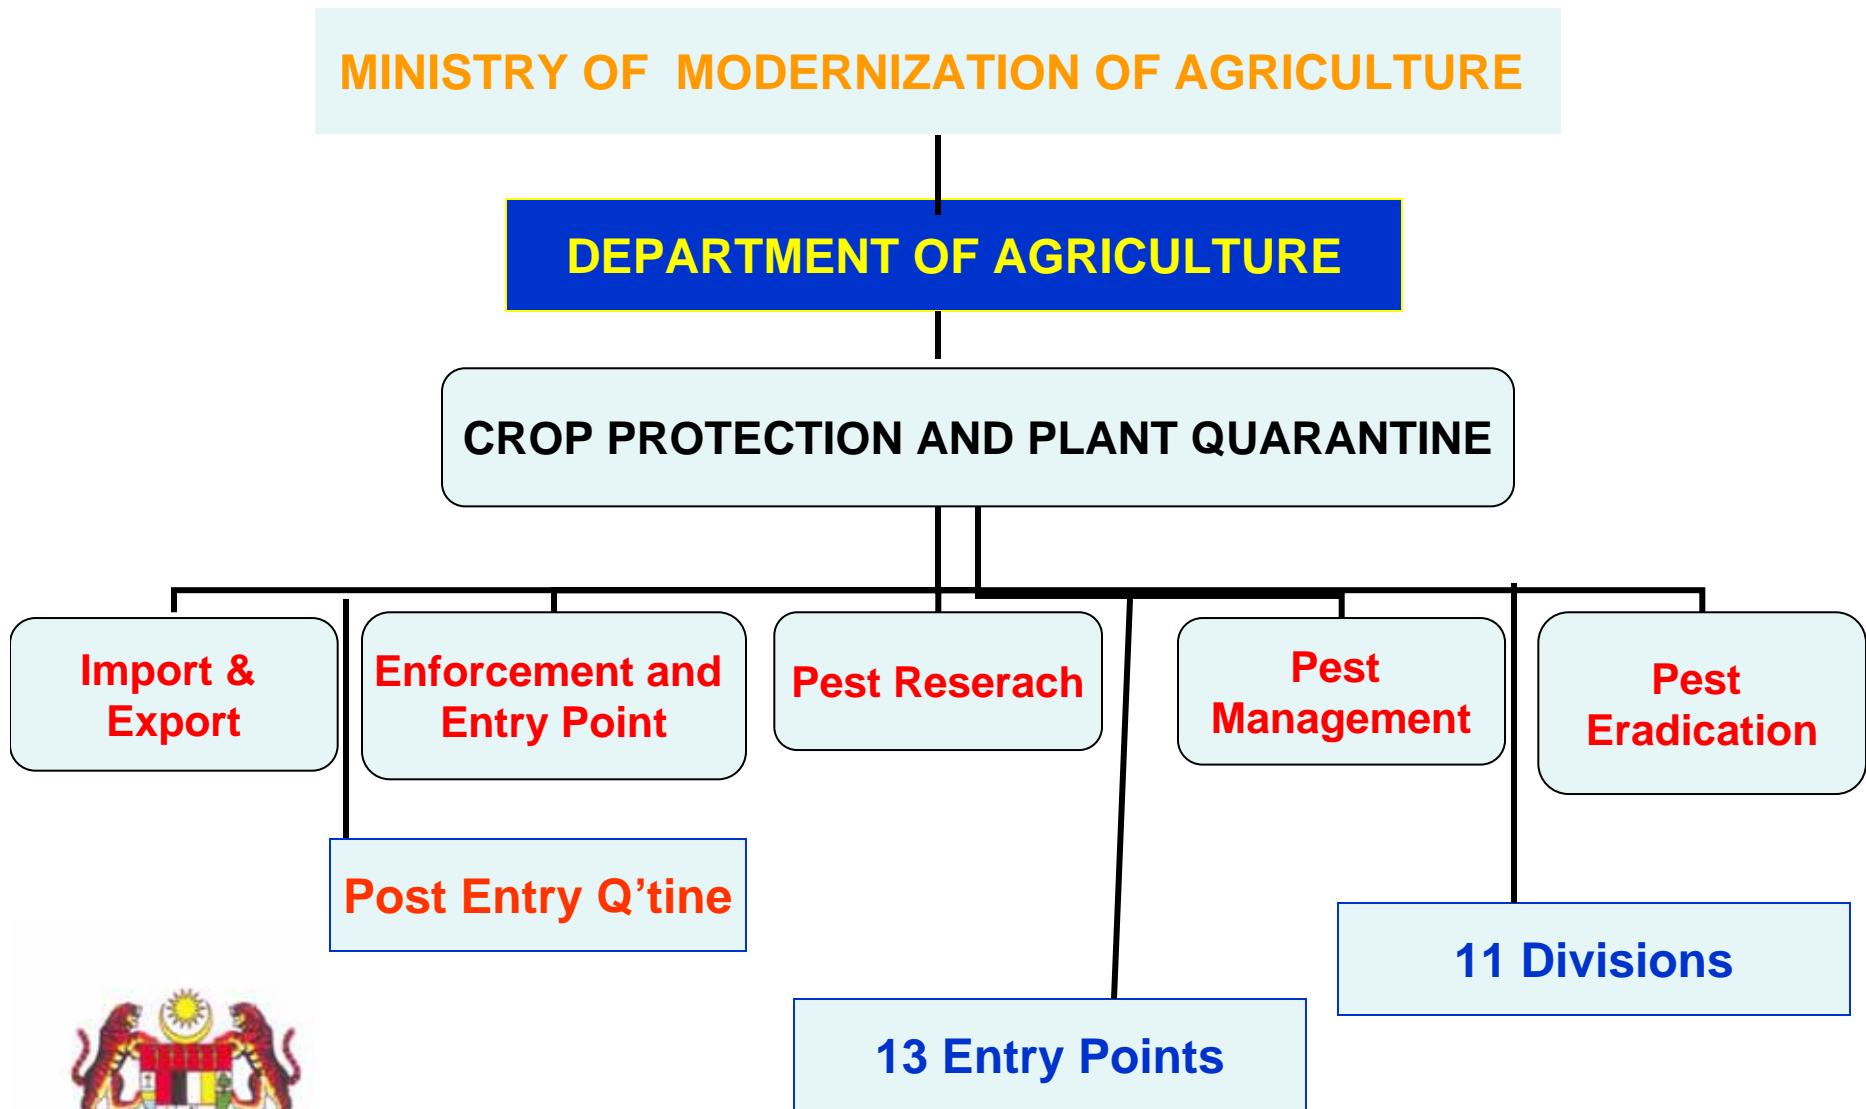 MINISTRY OF MODERNIZATION OF AGRICULTURE
DEPARTMENT OF AGRICULTURE
CROP PROTECTION AND PLANT QUARANTINE
Import &
Export
Enforcement and
Entry Point
Pest Reserach
Pest
Management
Pest
Eradication
Post Entry Q’tine
11 Divisions
13 Entry Points